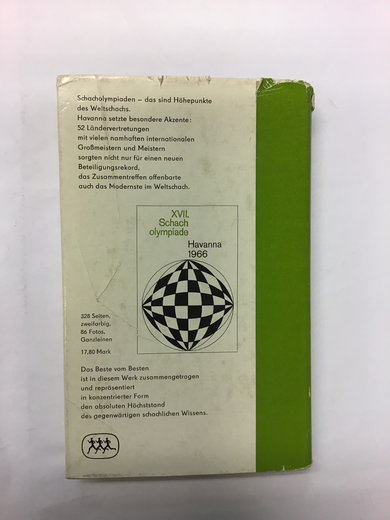 Schacholympiaden – das sind Höhepunkte
des Weltschachs.
Havanna setzte besondere Akzente:
52 Ländervertretungen
mit vielen namhaften internationalen
Großmeistern und Meistern
sorgten nicht nur für einen neuen
Beteiligungsrekord,
das Zusammentreffen offenbarte
auch das Modernste im Weltschach.
XVII.
Schach
olympiade
Havanna
1966
328 Seiten,
zweifarbig,
86 Fotos,
Ganzleinen
17,80 Mark
Das Beste vom Besten
ist in diesem Werk zusammengetragen
und repräsentiert
in konzentrierter Form
den absoluten Höchststand
des gegenwärtigen schachlichen Wissens.